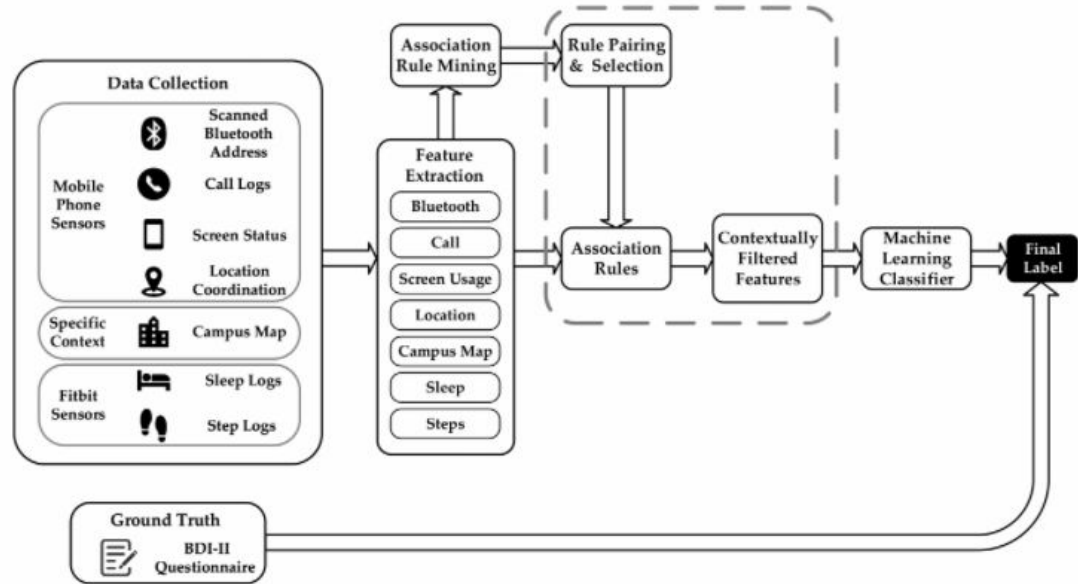 Association
Rule Mining
Rule Pairing
& Selection
Data Collection
Mobile
Phone
Sensors
Scanned
Bluetooth
Address
Call Logs
Screen Status
Location
Coordination
Specific
Context
Campus Map
Fitbit
Sensors
Sleep Logs
Step Logs
Feature
Extraction
Bluetooth
Call
Screen Usage
Location
Campus Map
Sleep
Steps
Association
Rules
Contextually
Filtered
Features
Machine
Learning
Classifier
Final
Label
Ground Truth
BDI-II
Questionnaire